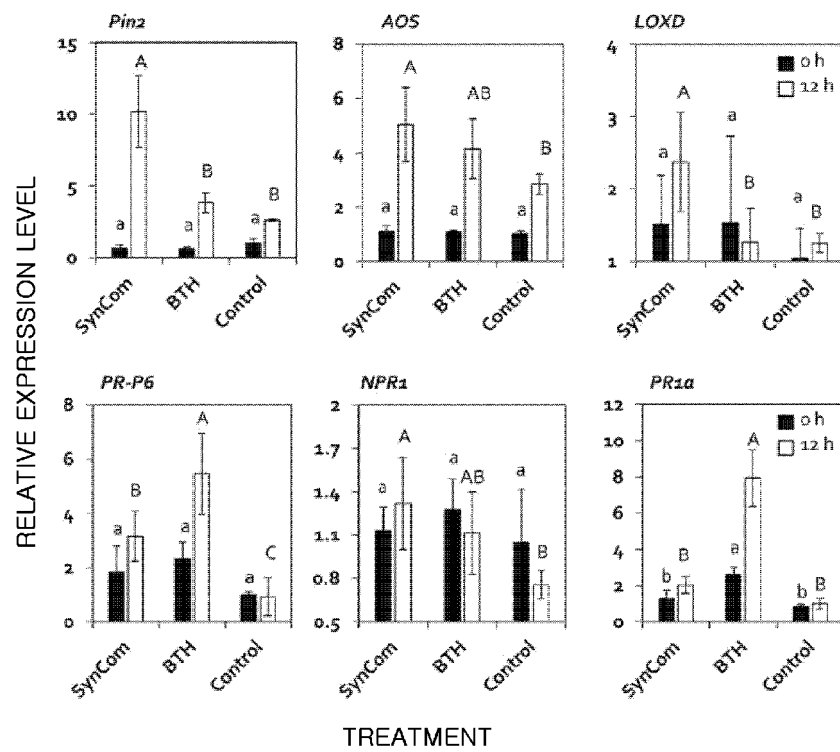 Pin2
AOS
LOXD
15
10
5
0
A
a
B
a
B
a
8
6
4
2
0
A
a
AB
a
B
a
4
3
2
1
0 h
12 h
A
a
a
B
a
B
SynCom
BTH
Control
SynCom
BTH
Control
SynCom
BTH
Control
RELATIVE EXPRESSION LEVEL
PR-P6
NPR1
PR1a
8
6
4
2
0
A
B
a
a
a
C
2
1.7
1.4
1.1
0.8
0.5
A
a
a
AB
a
B
12
10
8
6
4
2
0
0 h
12 h
A
b
B
a
b
B
SynCom
BTH
Control
SynCom
BTH
Control
SynCom
BTH
Control
TREATMENT